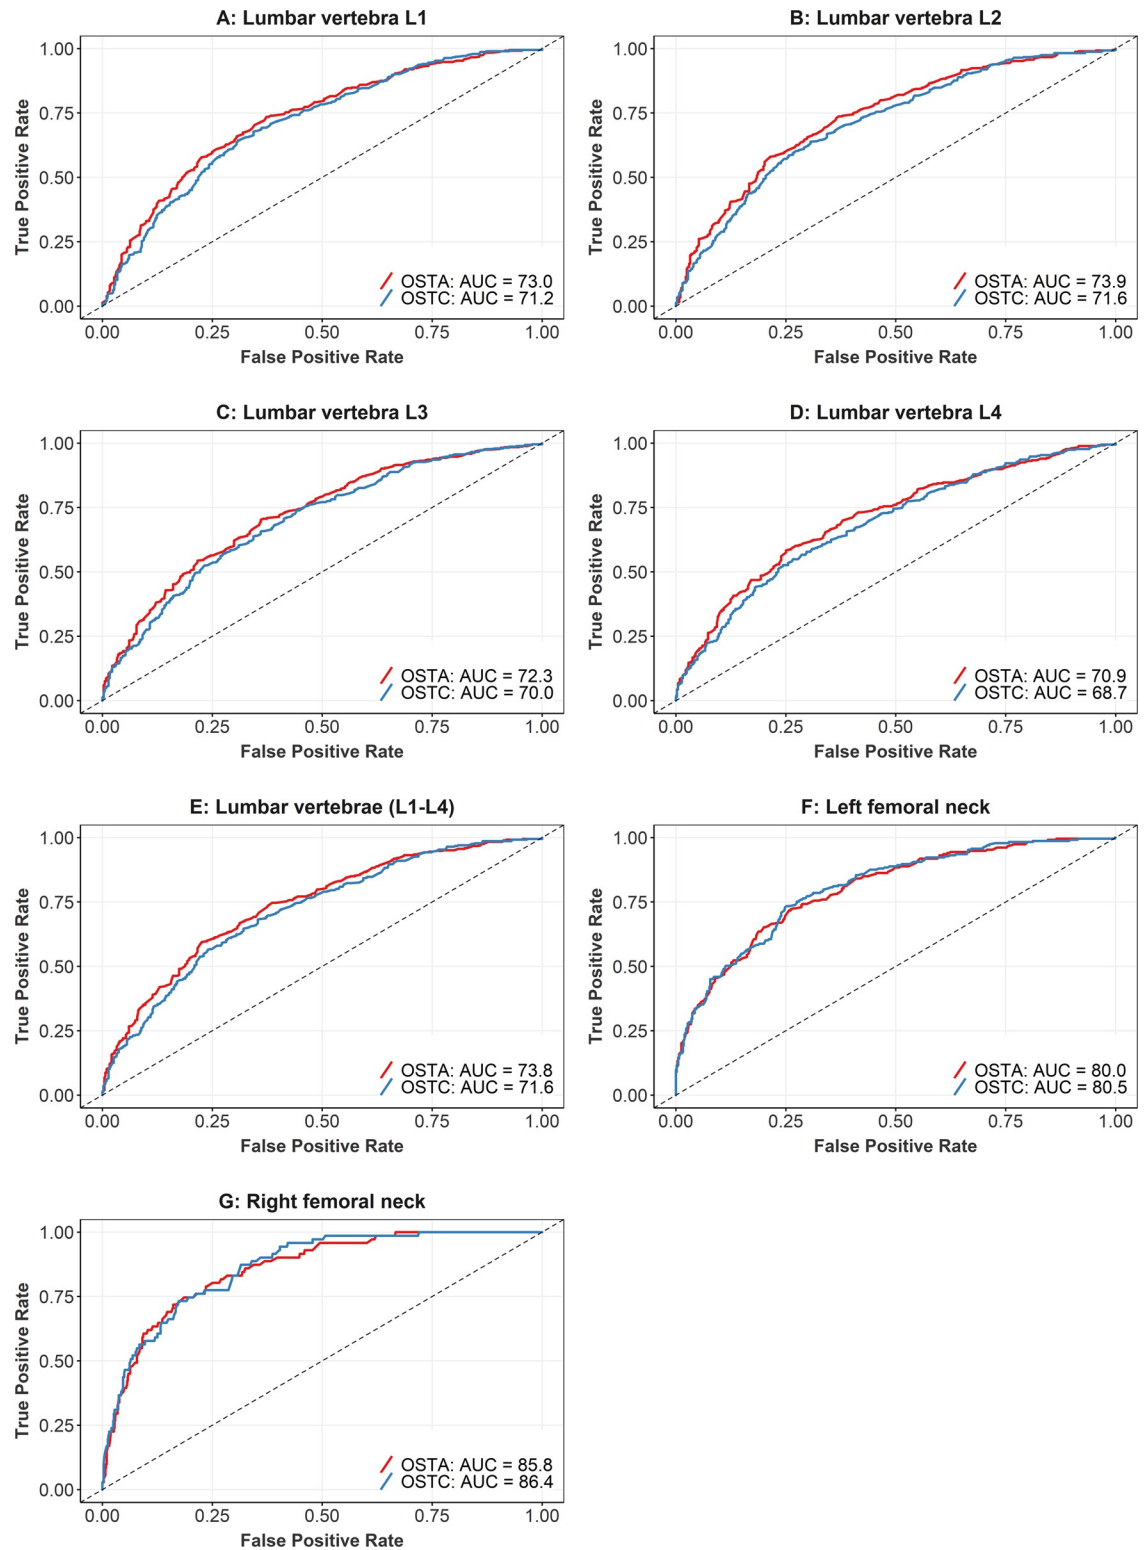 A: Lumbar vertebra L1
True Positive Rate
1.00
0.75
0.50
0.25
0.00
OSTA: AUC = 73.0
OSTC: AUC = 71.2
0.00 0.25 0.50 0.75 1.00
False Positive Rate
B: Lumbar vertebra L2
True Positive Rate
1.00
0.75
0.50
0.25
0.00
OSTA: AUC = 73.9
OSTC: AUC = 71.6
0.00 0.25 0.50 0.75 1.00
False Positive Rate
C: Lumbar vertebra L3
True Positive Rate
1.00
0.75
0.50
0.25
0.00
OSTA: AUC = 72.3
OSTC: AUC = 70.0
0.00 0.25 0.50 0.75 1.00
False Positive Rate
D: Lumbar vertebra L4
True Positive Rate
1.00
0.75
0.50
0.25
0.00
OSTA: AUC = 70.9
OSTC: AUC = 68.7
0.00 0.25 0.50 0.75 1.00
False Positive Rate
E: Lumbar vertebrae (L1-L4)
True Positive Rate
1.00
0.75
0.50
0.25
0.00
OSTA: AUC = 73.8
OSTC: AUC = 71.6
0.00 0.25 0.50 0.75 1.00
False Positive Rate
F: Left femoral neck
True Positive Rate
1.00
0.75
0.50
0.25
0.00
OSTA: AUC = 80.0
OSTC: AUC = 80.5
0.00 0.25 0.50 0.75 1.00
False Positive Rate
G: Right femoral neck
True Positive Rate
1.00
0.75
0.50
0.25
0.00
OSTA: AUC = 85.8
OSTC: AUC = 86.4
0.00 0.25 0.50 0.75 1.00
False Positive Rate